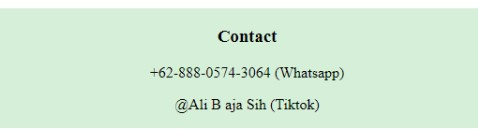 Contact
+62-888-0574-3064 (Whatsapp)
@Ali B aja Sih (Tiktok)